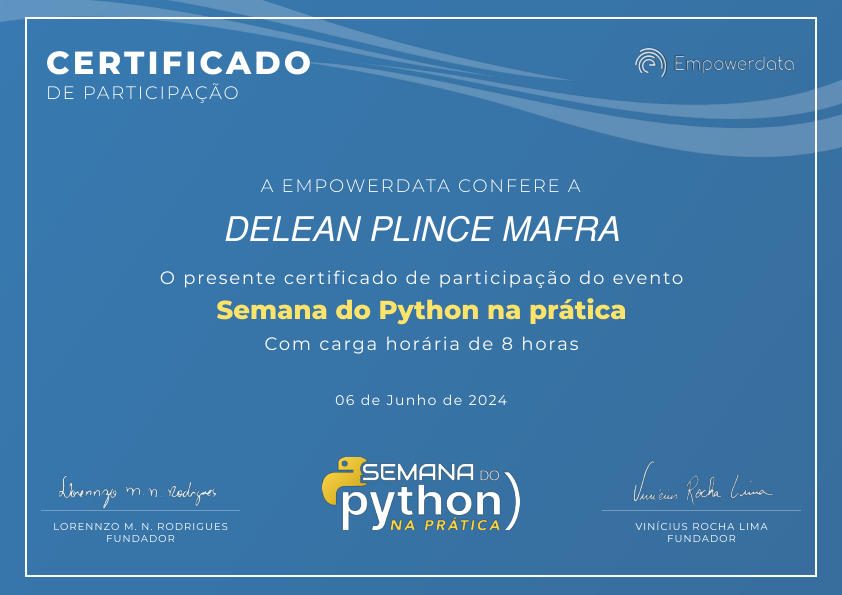 CERTIFICADO
DE PARTICIPAÇÃO
Empowerdata
A EMPOWERDATA CONFERE A
DELEAN PLINCE MAFRA
O presente certificado de participação do evento
Semana do Python na prática
Com carga horária de 8 horas
06 de Junho de 2024
Lorennzo M. N. Rodrigues
LORENNZO M. N. RODRIGUES
FUNDADOR
SEMANA DO
python)
NA PRÁTICA
Vinícius Rocha Lima
VINÍCIUS ROCHA LIMA
FUNDADOR